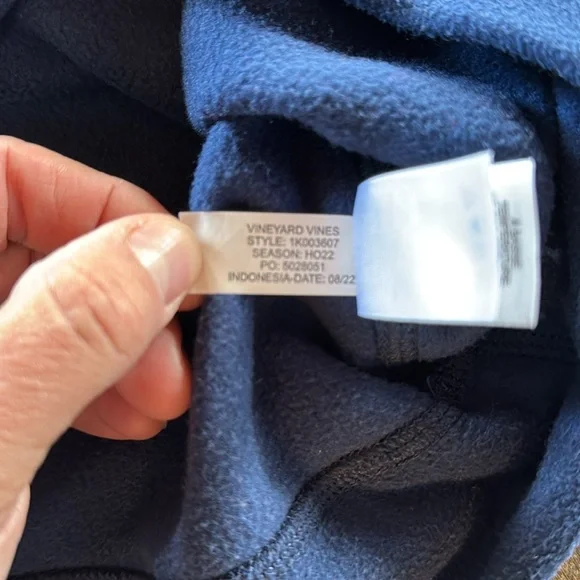 VINEYARD VINES
STYLE: 1K003607
SEASON: HO22
PO: 5028051
INDONESIA-DATE: 08/22